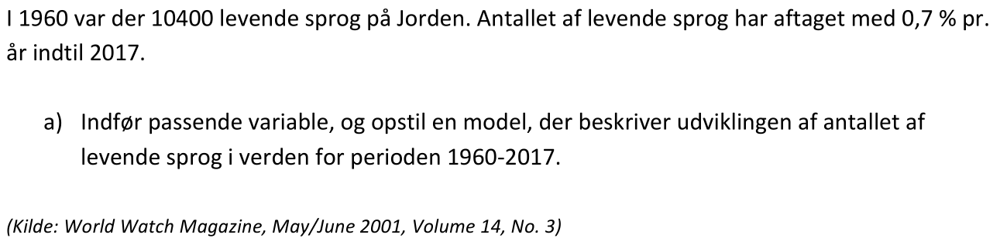 I 1960 var der 10400 levende sprog på Jorden. Antallet af levende sprog har aftaget med 0,7 % pr.
år indtil 2017.
a) Indfør passende variable, og opstil en model, der beskriver udviklingen af antallet af
levende sprog i verden for perioden 1960-2017.
(Kilde: World Watch Magazine, May/June 2001, Volume 14, No. 3)